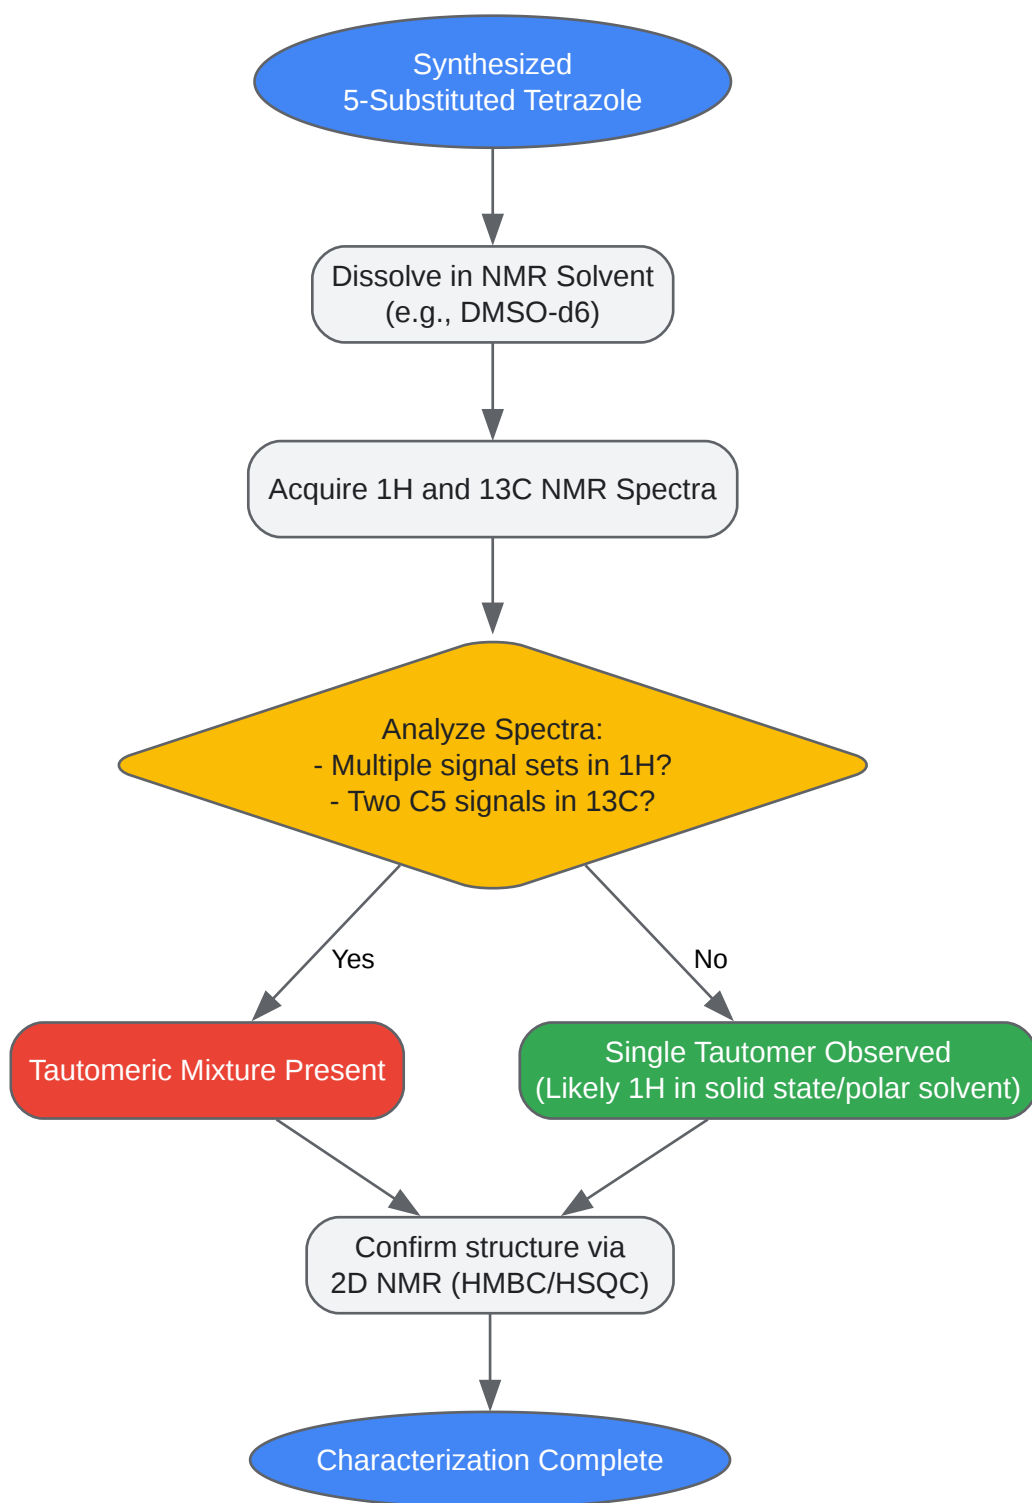 Synthesized
5-Substituted Tetrazole
Dissolve in NMR Solvent
(e.g., DMSO-d6)
Acquire 1H and 13C NMR Spectra
Analyze Spectra:
- Multiple signal sets in 1H?
- Two C5 signals in 13C?
Yes
No
Tautomeric Mixture Present
Single Tautomer Observed
(Likely 1H in solid state/polar solvent)
Confirm structure via
2D NMR (HMBC/HSQC)
Characterization Complete